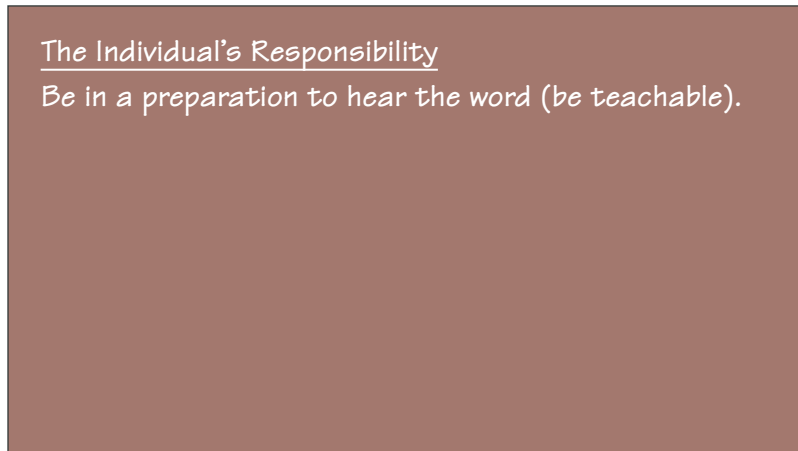 The Individual's Responsibility
Be in a preparation to hear the word (be teachable).